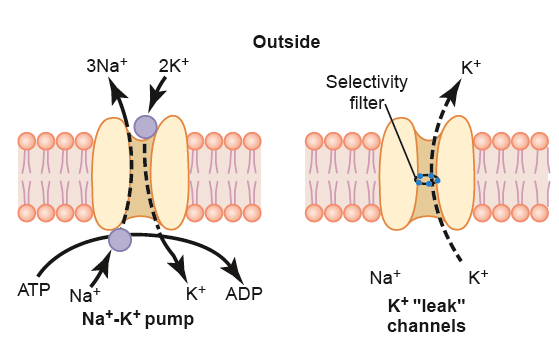 Outside
3Na⁺
2K⁺
K⁺
Selectivity
filter
ATP
Na⁺
K⁺
ADP
Na⁺-K⁺ pump
Na⁺
K⁺
K⁺ "leak"
channels